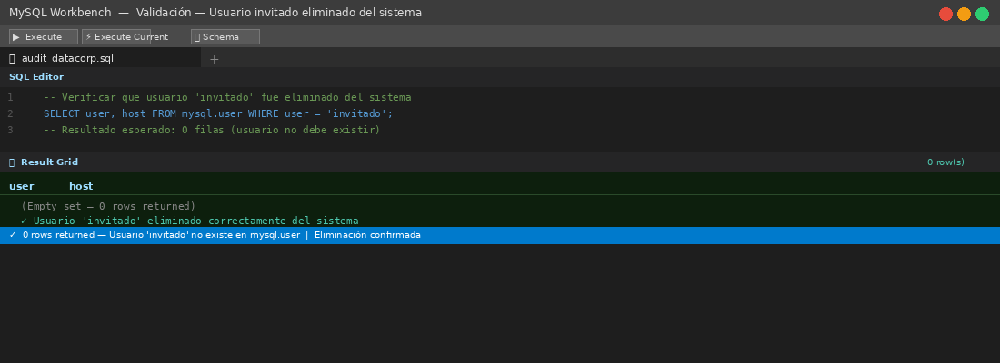 MySQL Workbench — Validación — Usuario invitado eliminado del sistema
▶ Execute ⚡ Execute Current Schema
audit_datacorp.sql +
SQL Editor
1 -- Verificar que usuario 'invitado' fue eliminado del sistema
2 SELECT user, host FROM mysql.user WHERE user = 'invitado';
3 -- Resultado esperado: 0 filas (usuario no debe existir)
Result Grid 0 row(s)
user host
(Empty set — 0 rows returned)
✓ Usuario 'invitado' eliminado correctamente del sistema
✓ 0 rows returned — Usuario 'invitado' no existe en mysql.user | Eliminación confirmada